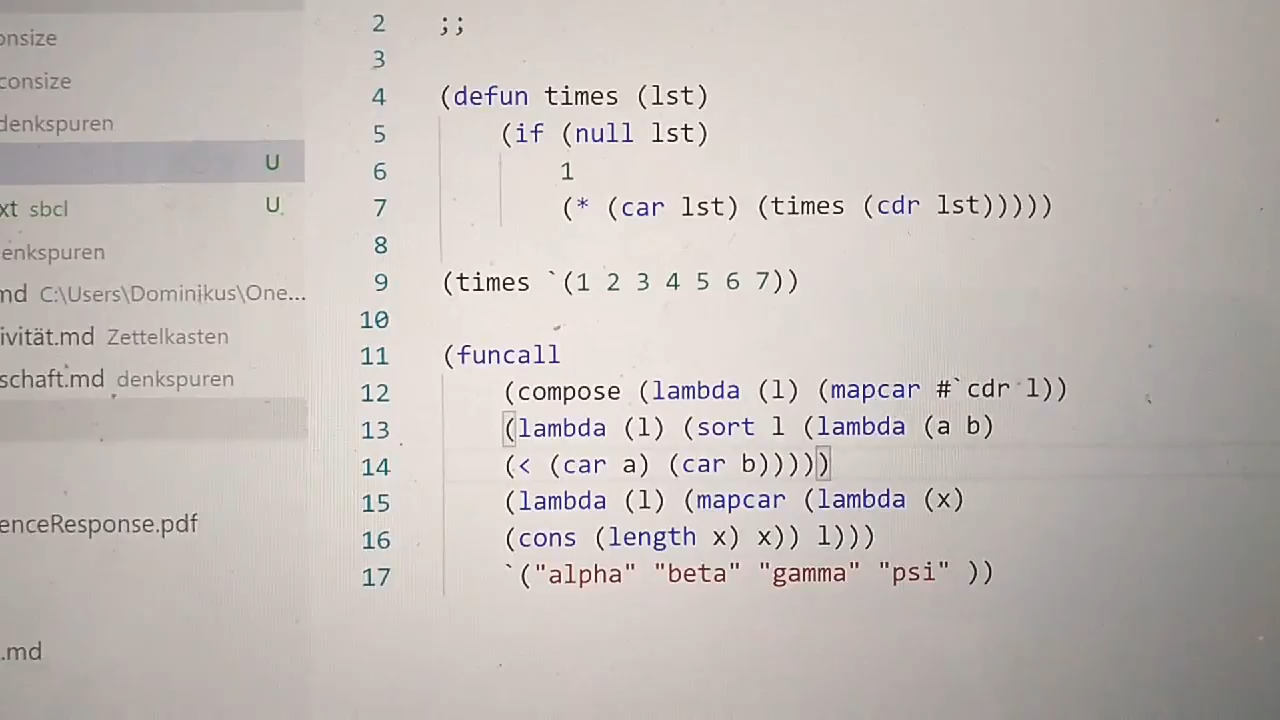 onsize
consize
denkspuren
U
xt sbcl
U
enkspuren
md C:\Users\Dominikus\One...
ivität.md Zettelkasten
schaft.md denkspuren
enceResponse.pdf
.md
2 ;;
3
4 (defun times (lst)
5 (if (null lst)
6 1
7 (* (car lst) (times (cdr lst)))))
8
9 (times `(1 2 3 4 5 6 7))
10
11 (funcall
12 (compose (lambda (l) (mapcar #`cdr l))
13 (lambda (l) (sort l (lambda (a b)
14 (< (car a) (car b)))))
15 (lambda (l) (mapcar (lambda (x)
16 (cons (length x) x)) l)))
17 `("alpha" "beta" "gamma" "psi" ))